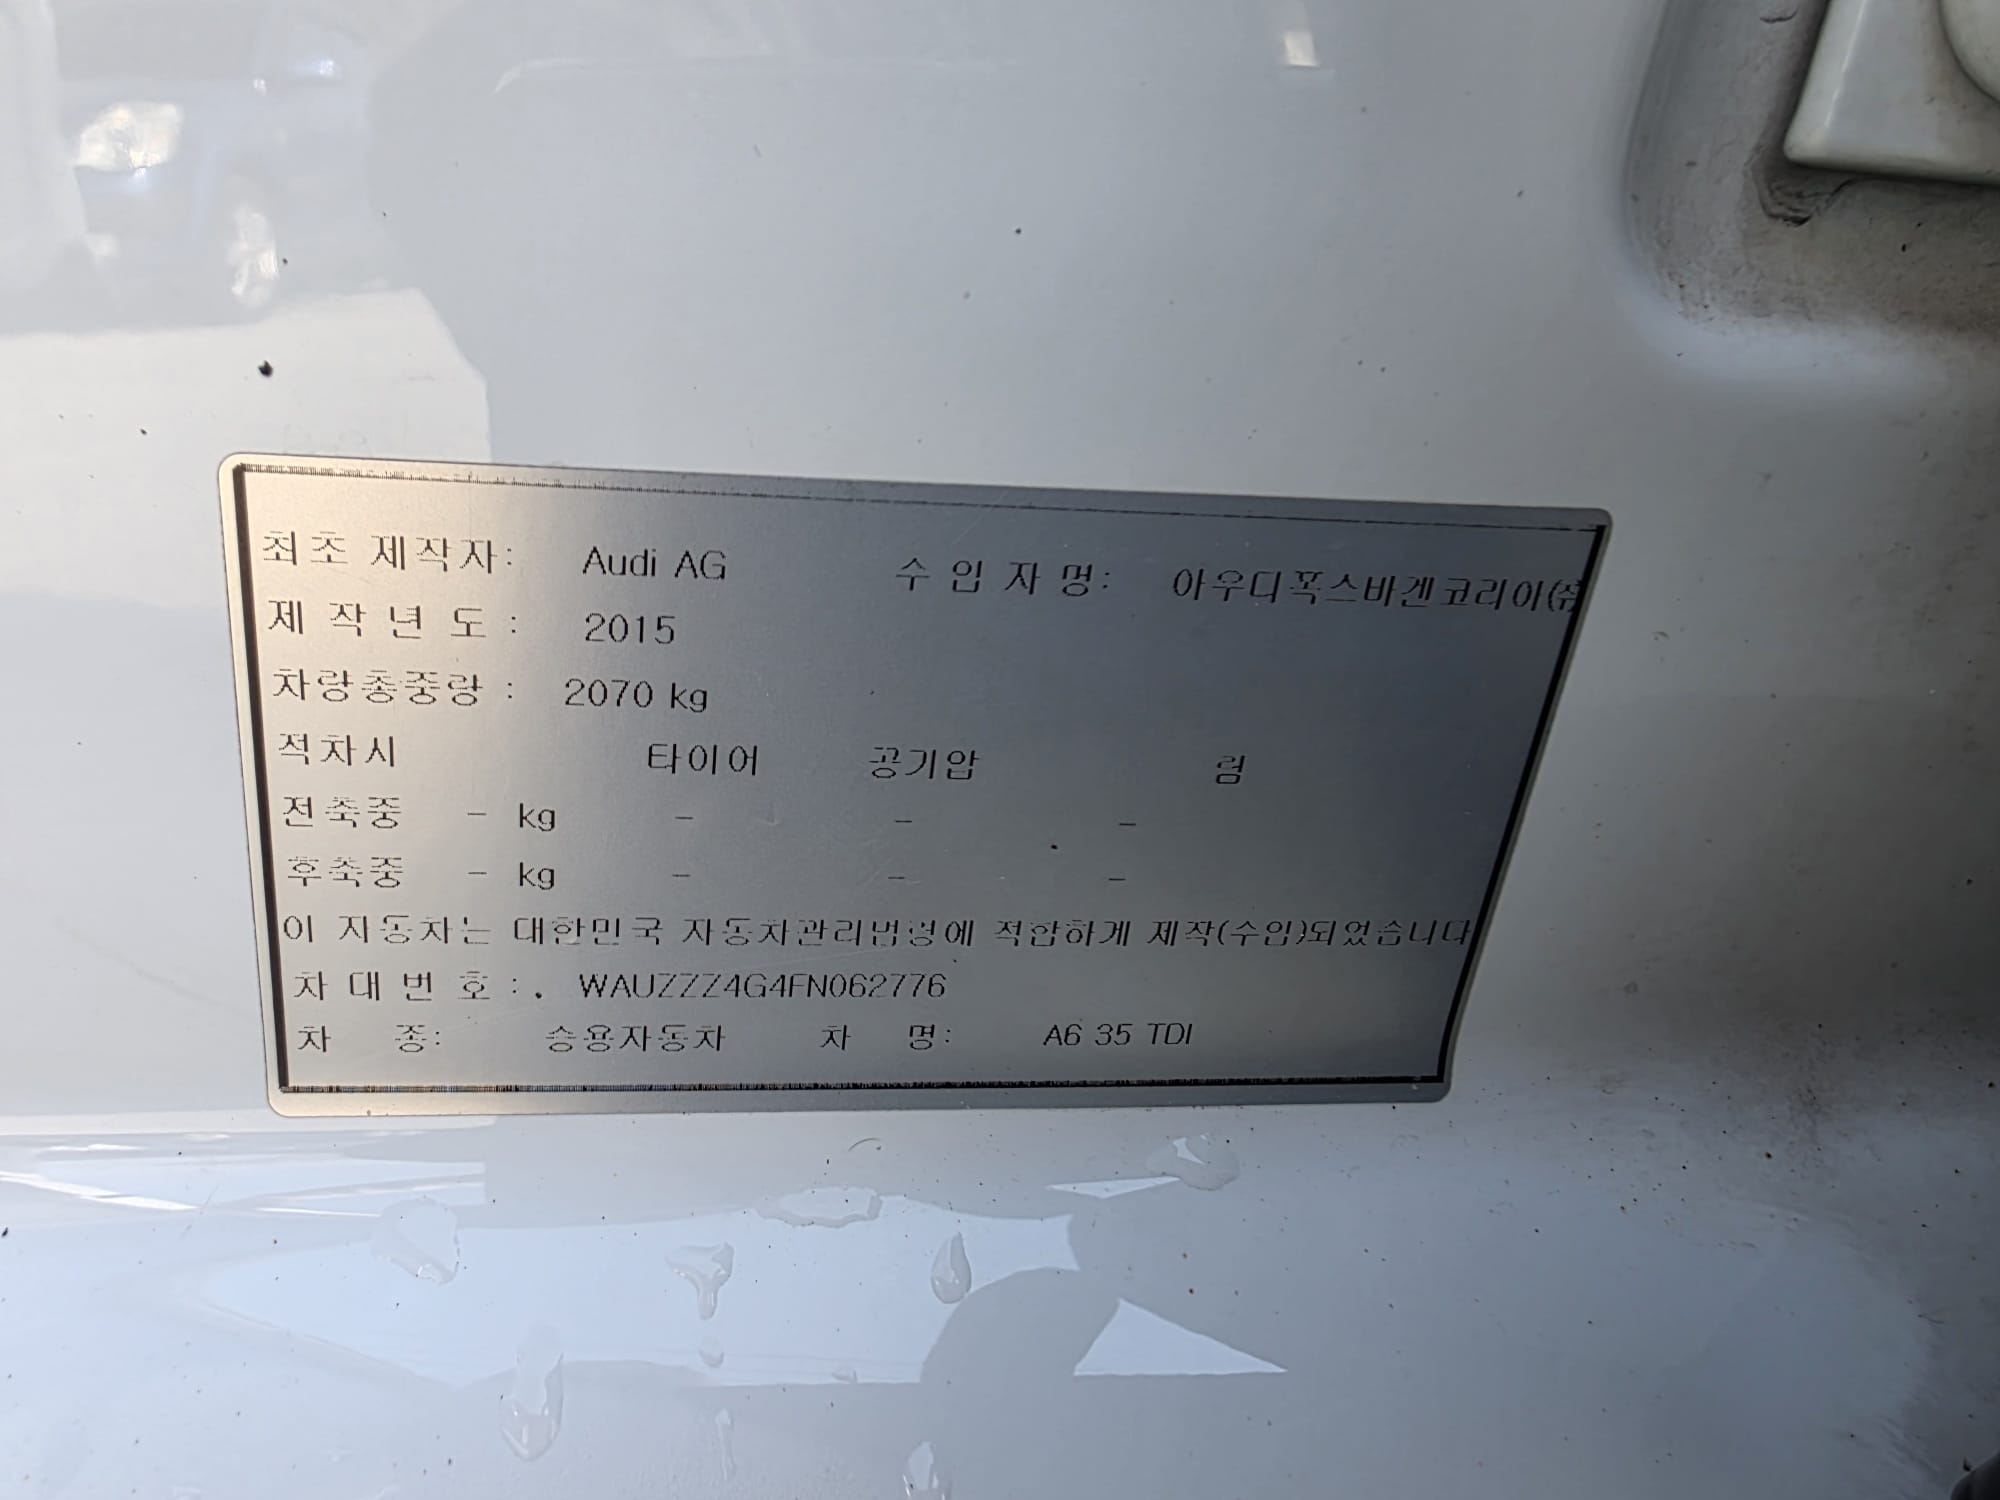 최초 제작자: Audi AG 수입자명: 아우디폭스바겐코리아(주)
제작년도: 2015
차량총중량: 2070 kg
적차시 타이어 공기압 림
전축중 - kg - - -
후축중 - kg - - -
이 자동차는 대한민국 자동차관리법령에 적합하게 제작(수입)되었습니다
차대번호:. WAUZZZ4G4FN062776
차 종: 승용자동차 차 명: A6 35 TDI